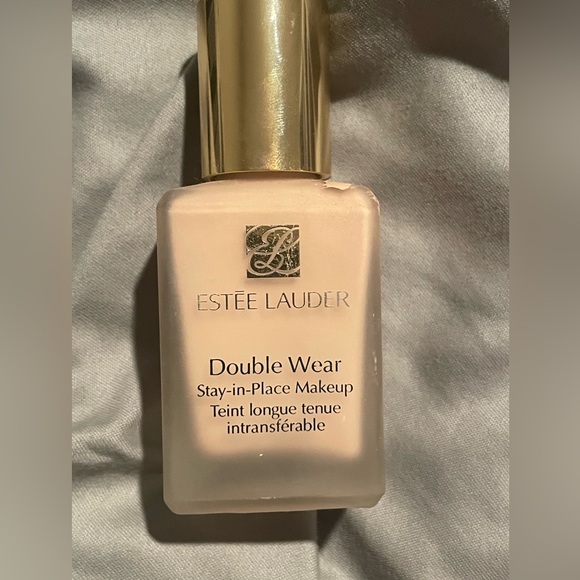 ESTĒE LAUDER
Double Wear
Stay-in-Place Makeup
Teint longue tenue
intransférable